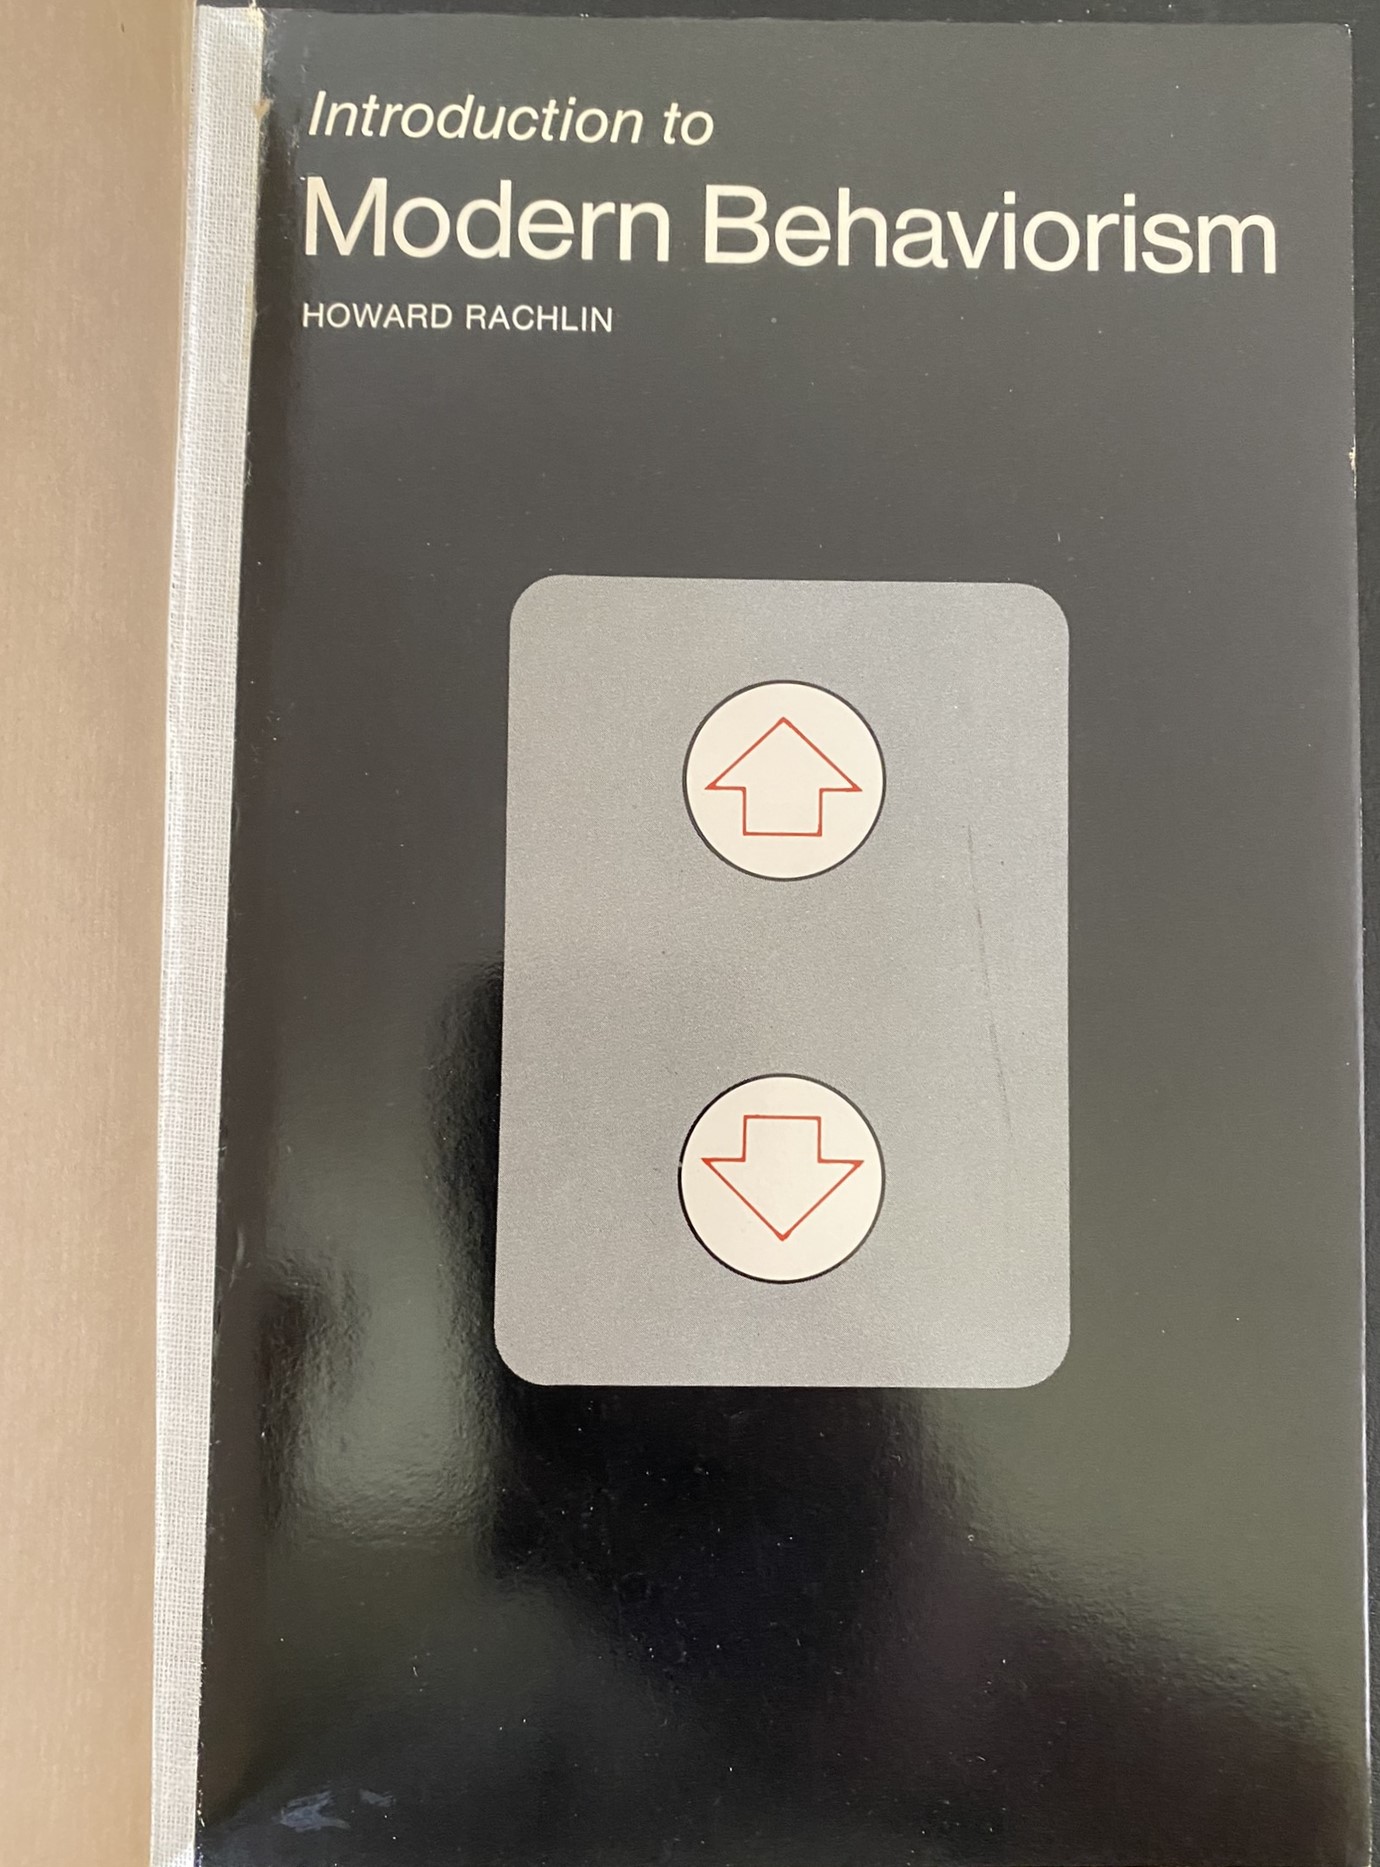 Introduction to
Modern Behaviorism
HOWARD RACHLIN